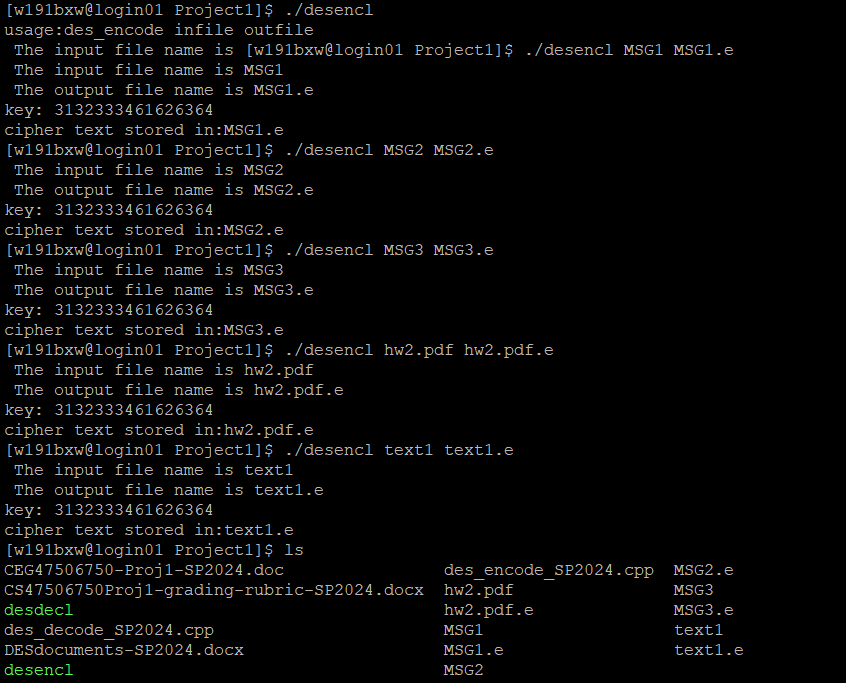 [w191bxw@login01 Project1]$ ./desencl
usage:des_encode infile outfile
 The input file name is [w191bxw@login01 Project1]$ ./desencl MSG1 MSG1.e
 The input file name is MSG1
 The output file name is MSG1.e
key: 3132333461626364
cipher text stored in:MSG1.e
[w191bxw@login01 Project1]$ ./desencl MSG2 MSG2.e
 The input file name is MSG2
 The output file name is MSG2.e
key: 3132333461626364
cipher text stored in:MSG2.e
[w191bxw@login01 Project1]$ ./desencl MSG3 MSG3.e
 The input file name is MSG3
 The output file name is MSG3.e
key: 3132333461626364
cipher text stored in:MSG3.e
[w191bxw@login01 Project1]$ ./desencl hw2.pdf hw2.pdf.e
 The input file name is hw2.pdf
 The output file name is hw2.pdf.e
key: 3132333461626364
cipher text stored in:hw2.pdf.e
[w191bxw@login01 Project1]$ ./desencl text1 text1.e
 The input file name is text1
 The output file name is text1.e
key: 3132333461626364
cipher text stored in:text1.e
[w191bxw@login01 Project1]$ ls
CEG47506750-Proj1-SP2024.doc                des_encode_SP2024.cpp  MSG2.e
CS47506750Proj1-grading-rubric-SP2024.docx  hw2.pdf                MSG3
desdecl                                     hw2.pdf.e              MSG3.e
des_decode_SP2024.cpp                       MSG1                   text1
DESdocuments-SP2024.docx                    MSG1.e                 text1.e
desencl                                     MSG2